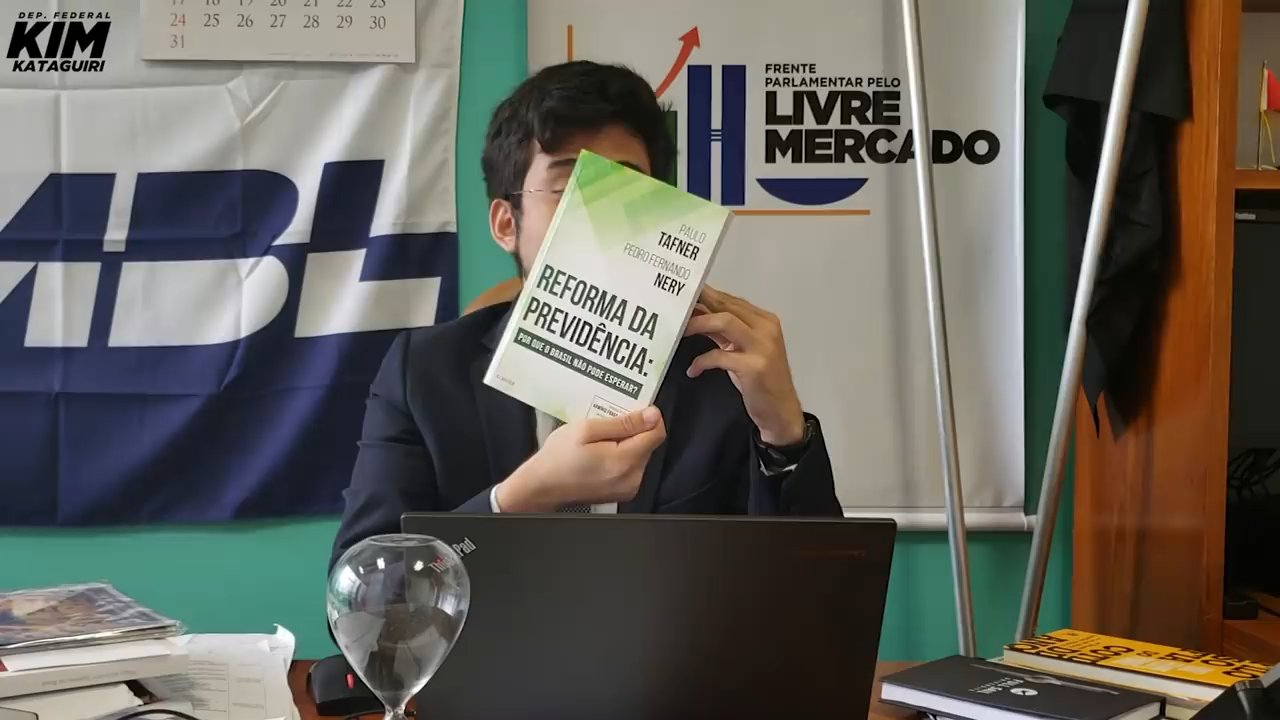 DEP. FEDERAL
KIM
KATAGUIRI
17 18 19 20 21 22 23
24 25 26 27 28 29 30
31
MBL
FRENTE
PARLAMENTAR PELO
LIVRE
MERCADO
PAULO
TAFNER
PEDRO FERNANDO
NERY
REFORMA DA
PREVIDÊNCIA:
POR QUE O BRASIL NÃO PODE ESPERAR?
ELSEVIER
ThinkPad